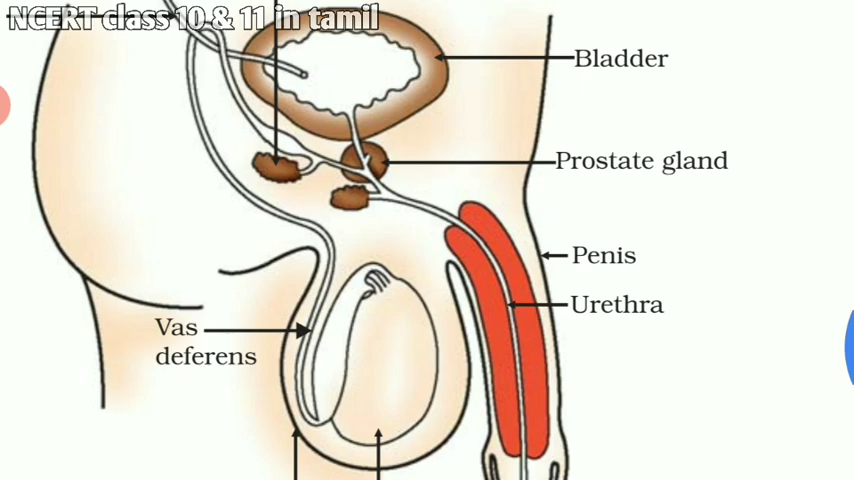 NCERT class 10 & 11 in tamil
Bladder
Prostate gland
Penis
Urethra
Vas
deferens